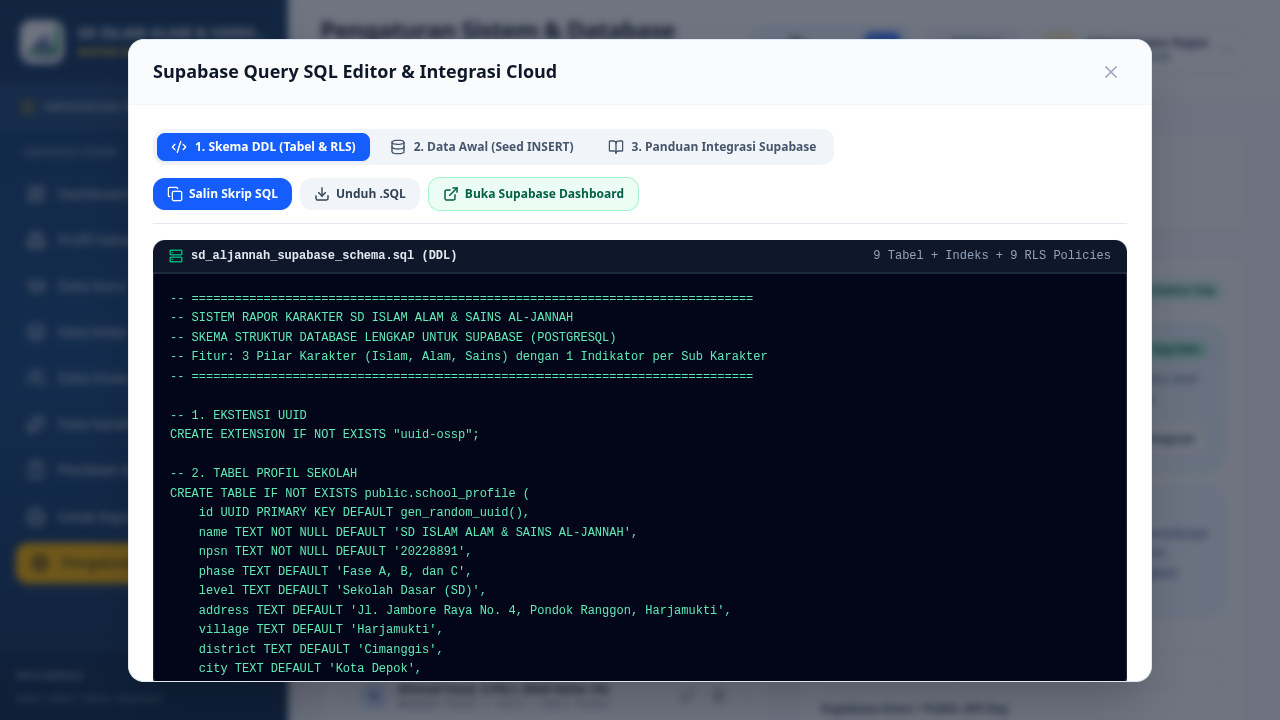 Pengaturan Sistem & Database
Supabase Query SQL Editor & Integrasi Cloud
1. Skema DDL (Tabel & RLS)
2. Data Awal (Seed INSERT)
3. Panduan Integrasi Supabase
Salin Skrip SQL
Unduh .SQL
Buka Supabase Dashboard
sd_aljannah_supabase_schema.sql (DDL)
9 Tabel + Indeks + 9 RLS Policies
-- ==============================================================================
-- SISTEM RAPOR KARAKTER SD ISLAM ALAM & SAINS AL-JANNAH
-- SKEMA STRUKTUR DATABASE LENGKAP UNTUK SUPABASE (POSTGRESQL)
-- Fitur: 3 Pilar Karakter (Islam, Alam, Sains) dengan 1 Indikator per Sub Karakter
-- ==============================================================================
-- 1. EKSTENSI UUID
CREATE EXTENSION IF NOT EXISTS "uuid-ossp";
-- 2. TABEL PROFIL SEKOLAH
CREATE TABLE IF NOT EXISTS public.school_profile (
    id UUID PRIMARY KEY DEFAULT gen_random_uuid(),
    name TEXT NOT NULL DEFAULT 'SD ISLAM ALAM & SAINS AL-JANNAH',
    npsn TEXT NOT NULL DEFAULT '20228891',
    phase TEXT DEFAULT 'Fase A, B, dan C',
    level TEXT DEFAULT 'Sekolah Dasar (SD)',
    address TEXT DEFAULT 'Jl. Jambore Raya No. 4, Pondok Ranggon, Harjamukti',
    village TEXT DEFAULT 'Harjamukti',
    district TEXT DEFAULT 'Cimanggis',
    city TEXT DEFAULT 'Kota Depok',